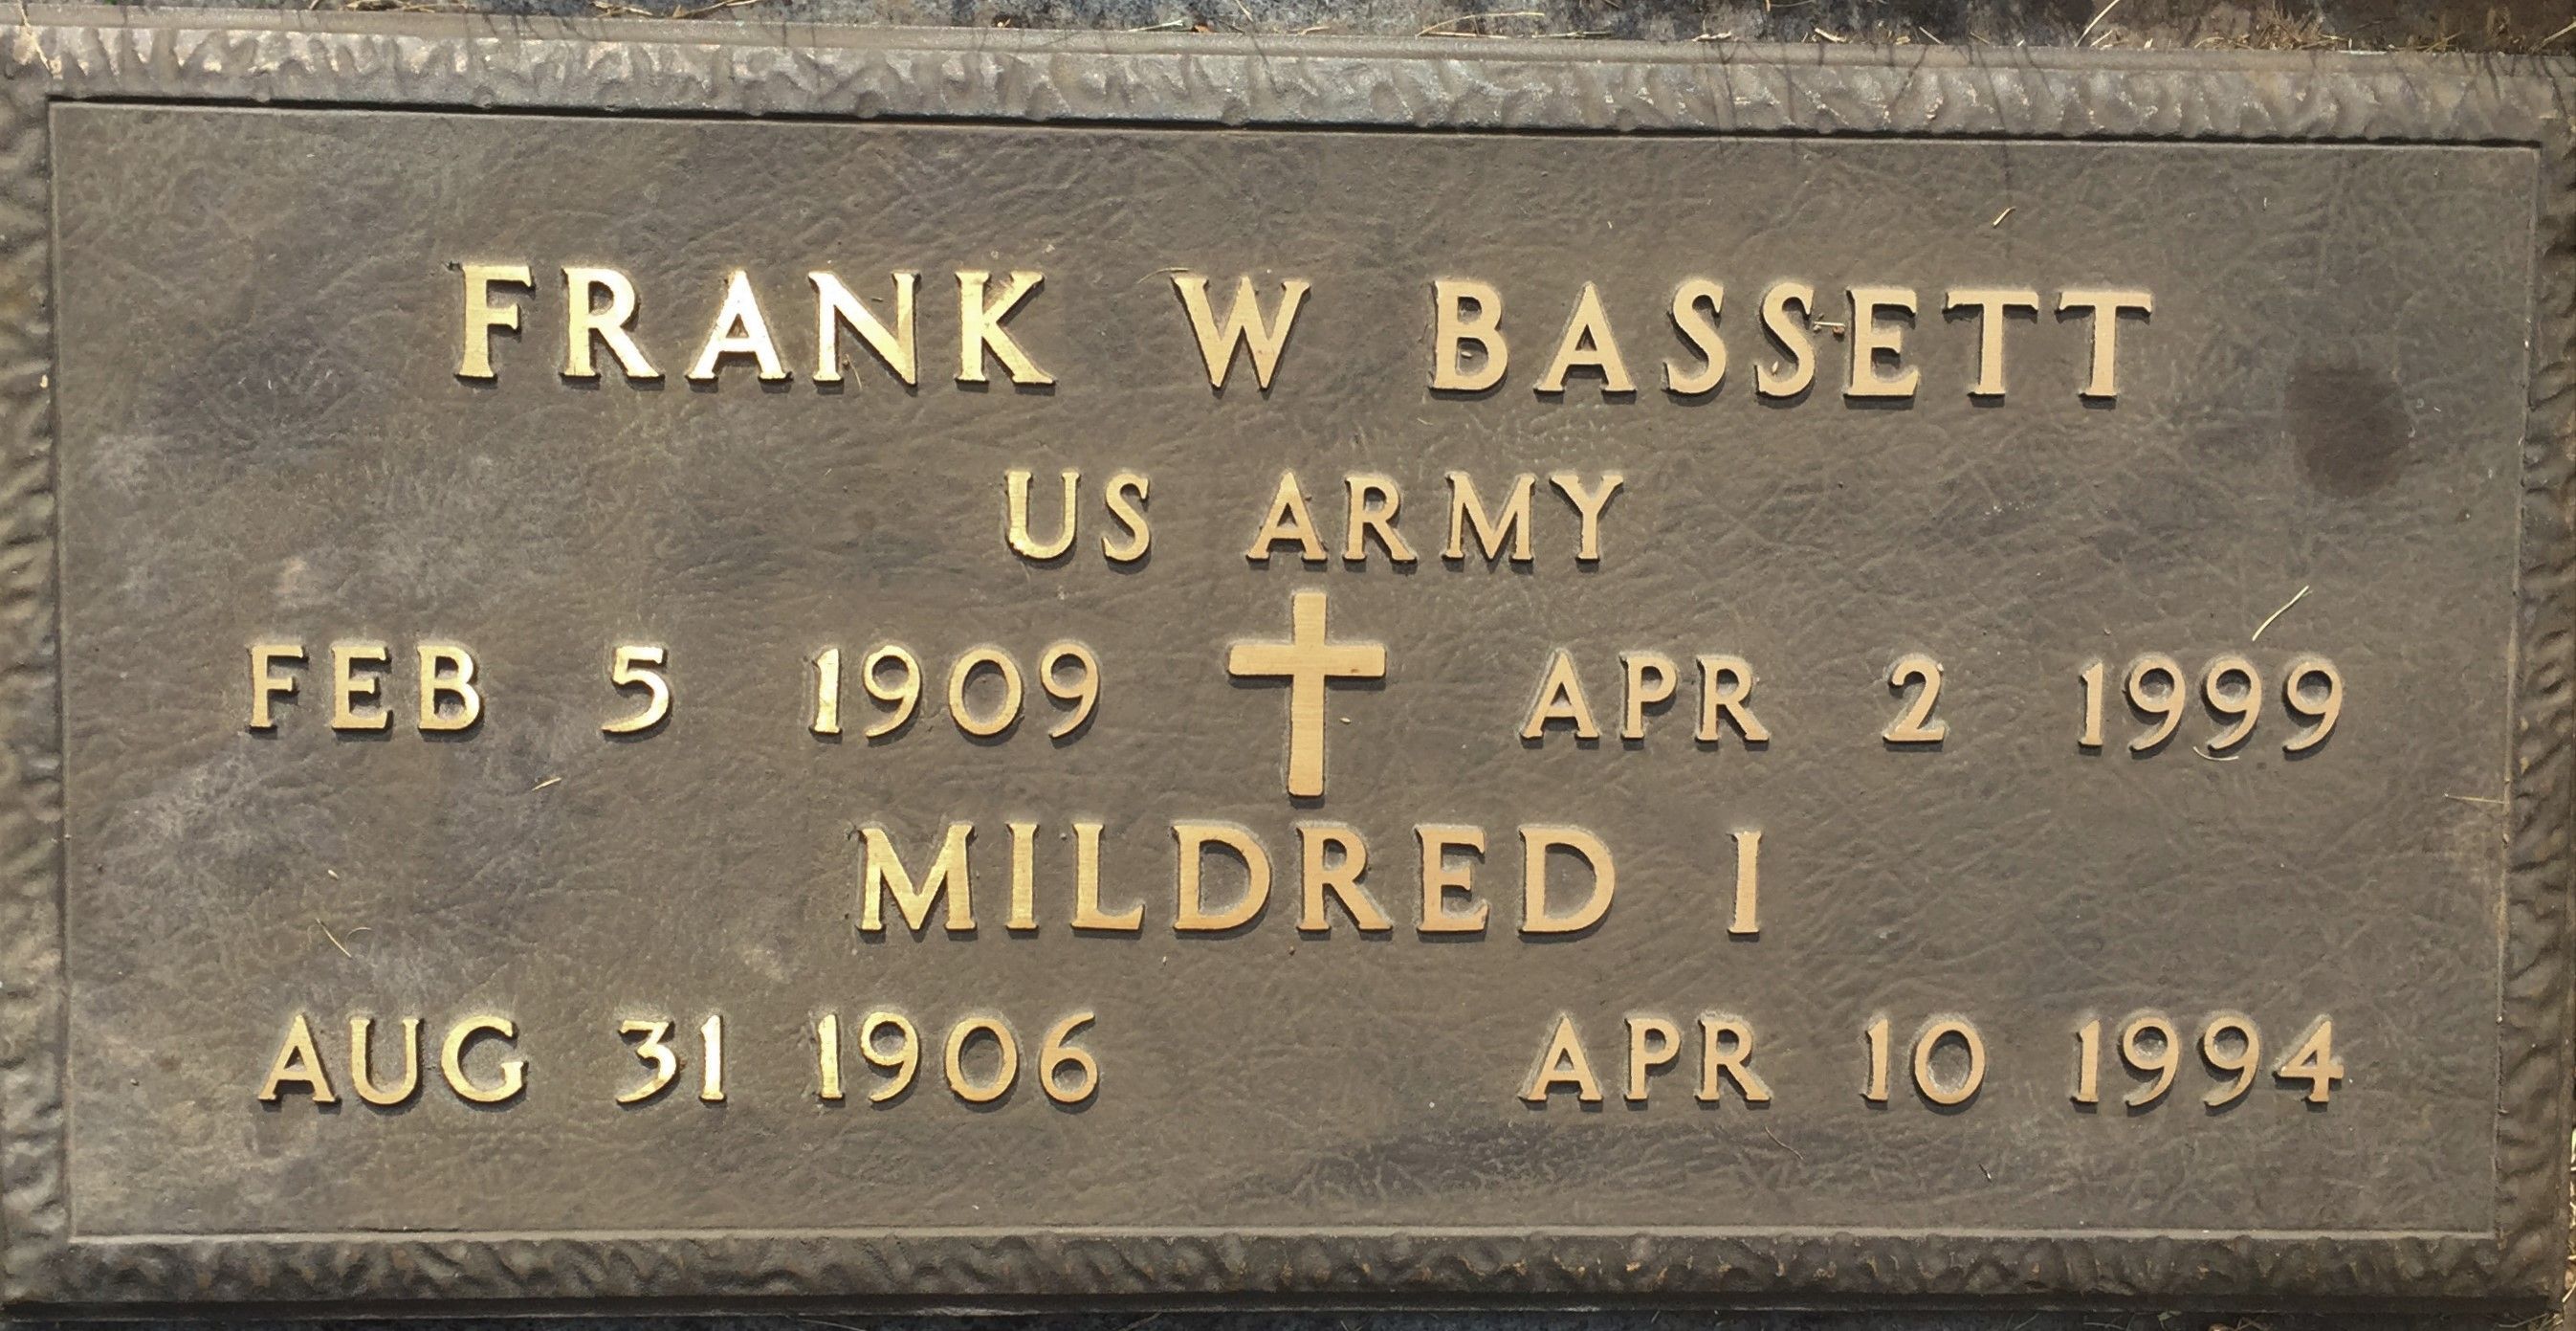 FRANK W BASSETT
US ARMY
FEB 5 1909 APR 2 1999
MILDRED I
AUG 31 1906 APR 10 1994